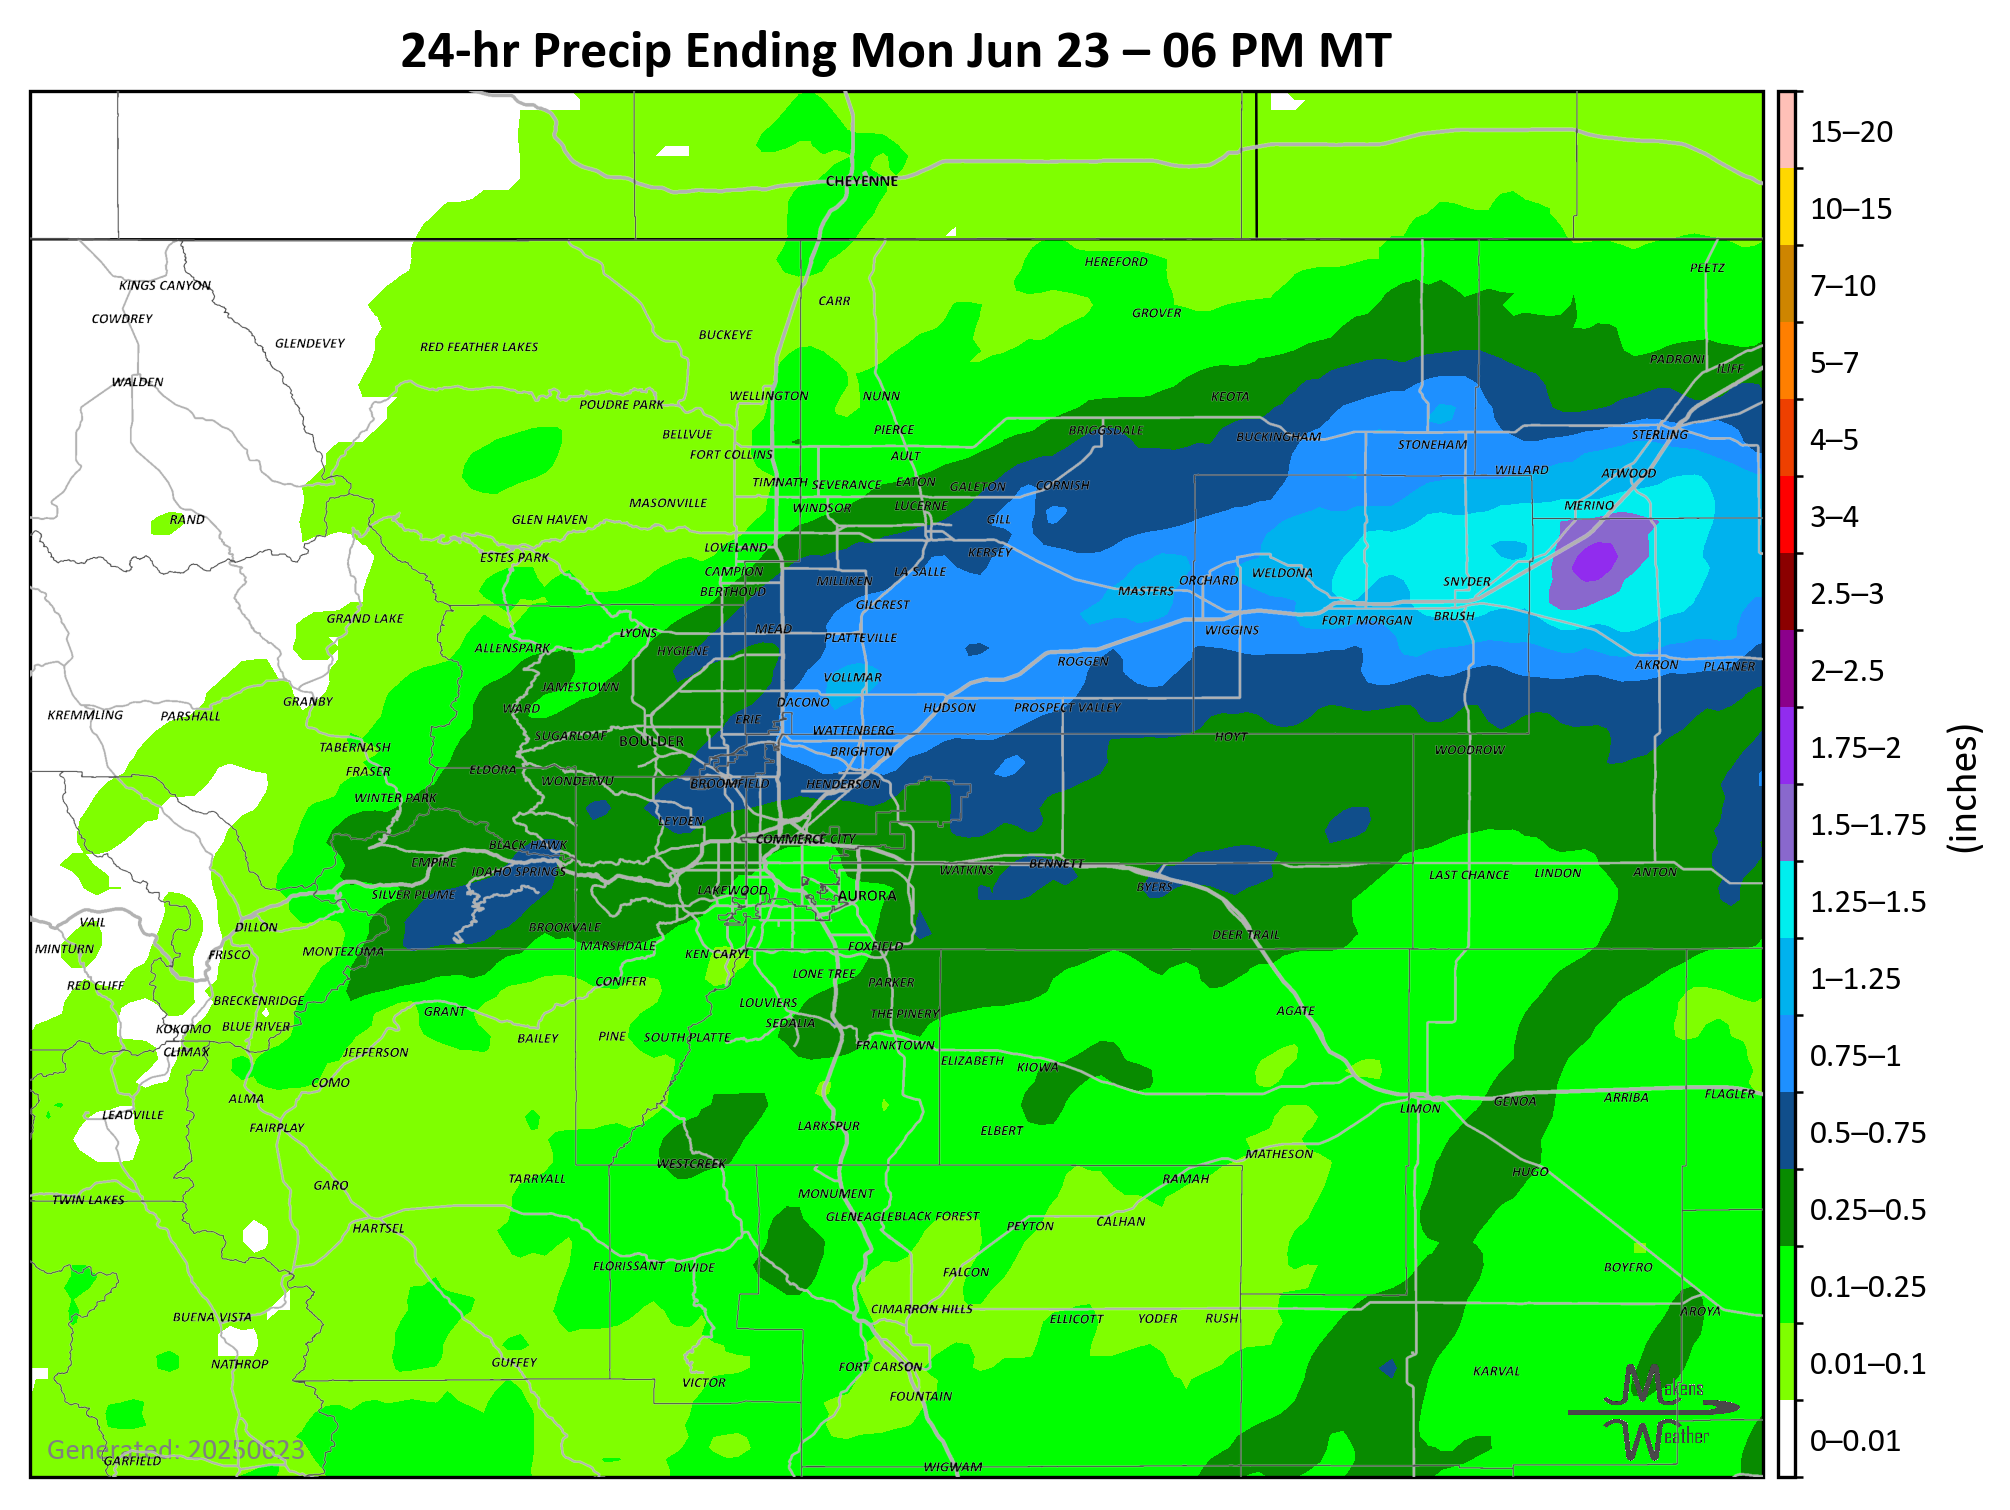 24-hr Precip Ending Mon Jun 23 – 06 PM MT
CHEYENNE
HEREFORD
PEETZ
KINGS CANYON
CARR
GROVER
COWDREY
BUCKEYE
GLENDEVEY
RED FEATHER LAKES
PADRONI
ILIFF
WALDEN
WELLINGTON
NUNN
KEOTA
POUDRE PARK
BELLVUE
PIERCE
BRIGGSDALE
BUCKINGHAM
STONEHAM
STERLING
FORT COLLINS
AULT
WILLARD
ATWOOD
TIMNATH
SEVERANCE
EATON
GALETON
CORNISH
MASONVILLE
WINDSOR
LUCERNE
MERINO
RAND
GLEN HAVEN
GILL
LOVELAND
KERSEY
ESTES PARK
CAMPION
MILLIKEN
LA SALLE
ORCHARD
WELDONA
SNYDER
BERTHOUD
GILCREST
MASTERS
GRAND LAKE
FORT MORGAN
BRUSH
LYONS
MEAD
PLATTEVILLE
WIGGINS
ALLENSPARK
HYGIENE
ROGGEN
AKRON
PLATNER
JAMESTOWN
VOLLMAR
GRANBY
WARD
DACONO
HUDSON
PROSPECT VALLEY
KREMMLING
PARSHALL
ERIE
SUGARLOAF
BOULDER
WATTENBERG
HOYT
TABERNASH
BRIGHTON
WOODROW
FRASER
ELDORA
WONDERVU
BROOMFIELD
HENDERSON
WINTER PARK
LEYDEN
BLACK HAWK
COMMERCE CITY
EMPIRE
IDAHO SPRINGS
WATKINS
BENNETT
LAST CHANCE
LINDON
ANTON
SILVER PLUME
LAKEWOOD
AURORA
BYERS
VAIL
DILLON
BROOKVALE
DEER TRAIL
MINTURN
FRISCO
MONTEZUMA
MARSHDALE
KEN CARYL
FOXFIELD
RED CLIFF
CONIFER
LONE TREE
PARKER
BRECKENRIDGE
GRANT
LOUVIERS
THE PINERY
AGATE
KOKOMO
BLUE RIVER
BAILEY
PINE
SOUTH PLATTE
SEDALIA
CLIMAX
JEFFERSON
FRANKTOWN
ELIZABETH
KIOWA
COMO
ALMA
LIMON
GENOA
ARRIBA
FLAGLER
LEADVILLE
FAIRPLAY
LARKSPUR
ELBERT
WESTCREEK
MATHESON
TWIN LAKES
GARO
TARRYALL
MONUMENT
RAMAH
HUGO
HARTSEL
GLENEAGLE
BLACK FOREST
PEYTON
CALHAN
FLORISSANT
DIVIDE
FALCON
BOYERO
BUENA VISTA
CIMARRON HILLS
ELLICOTT
YODER
RUSH
AROYA
NATHROP
GUFFEY
VICTOR
FORT CARSON
KARVAL
FOUNTAIN
GARFIELD
WIGWAM
Generated: 20250623
Makens
Weather
15–20
10–15
7–10
5–7
4–5
3–4
2.5–3
2–2.5
1.75–2
1.5–1.75
1.25–1.5
1–1.25
0.75–1
0.5–0.75
0.25–0.5
0.1–0.25
0.01–0.1
0–0.01
(inches)